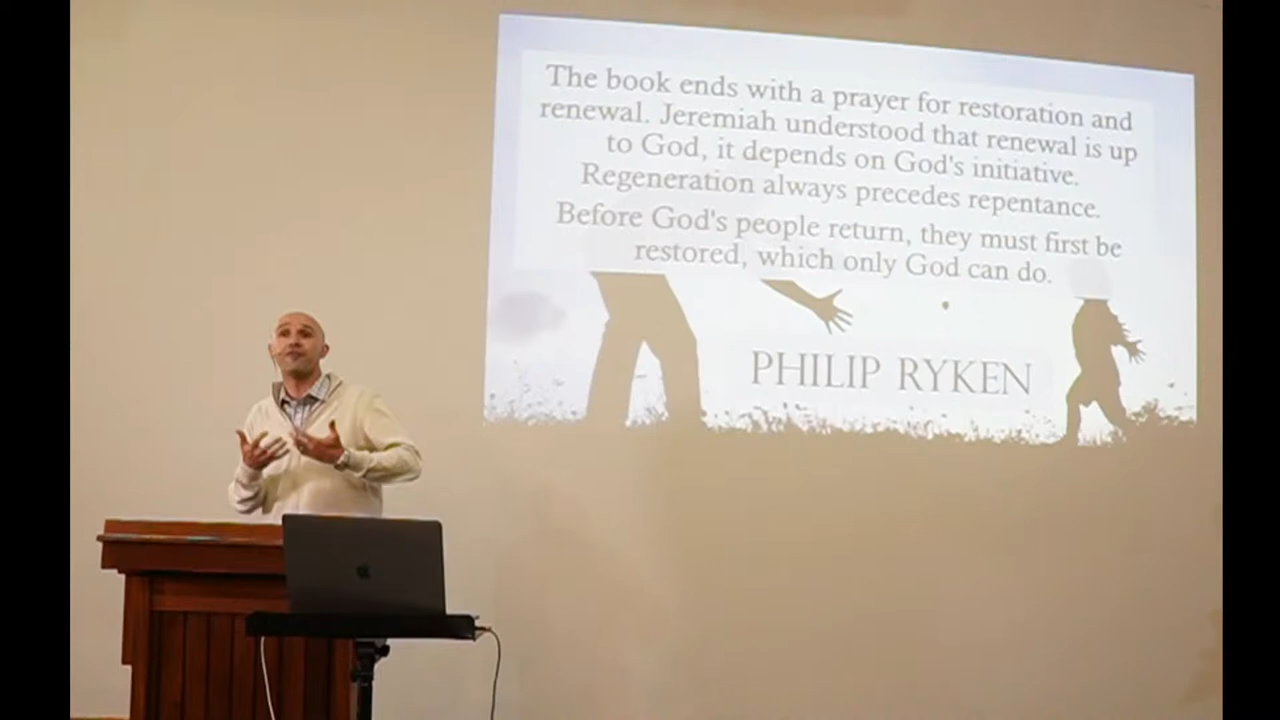 The book ends with a prayer for restoration and
renewal. Jeremiah understood that renewal is up
to God, it depends on God's initiative.
Regeneration always precedes repentance.
Before God's people return, they must first be
restored, which only God can do.
PHILIP RYKEN